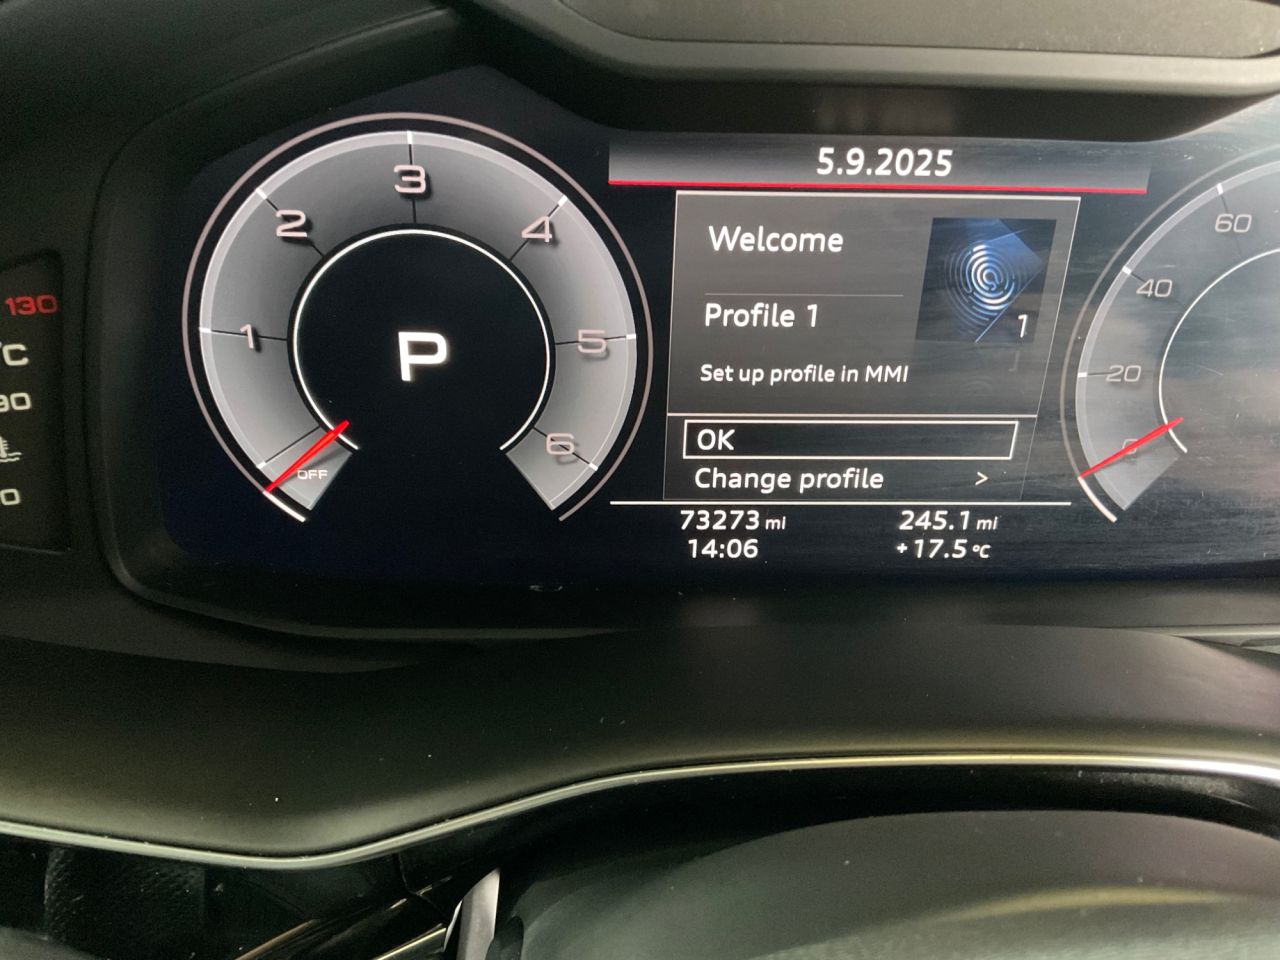 5.9.2025
Welcome
Profile 1
1
Set up profile in MMI
OK
Change profile >
73273 mi 245.1 mi
14:06 +17.5 °C
P
OFF
1
2
3
4
5
6
0
20
40
60
130
°C
90